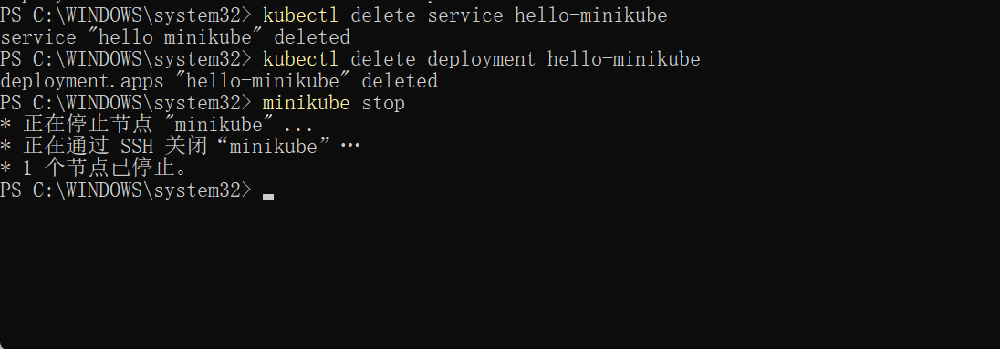 PS C:\WINDOWS\system32> kubectl delete service hello-minikube
service "hello-minikube" deleted
PS C:\WINDOWS\system32> kubectl delete deployment hello-minikube
deployment.apps "hello-minikube" deleted
PS C:\WINDOWS\system32> minikube stop
* 正在停止节点 "minikube" ...
* 正在通过 SSH 关闭“minikube”…
* 1 个节点已停止。
PS C:\WINDOWS\system32>